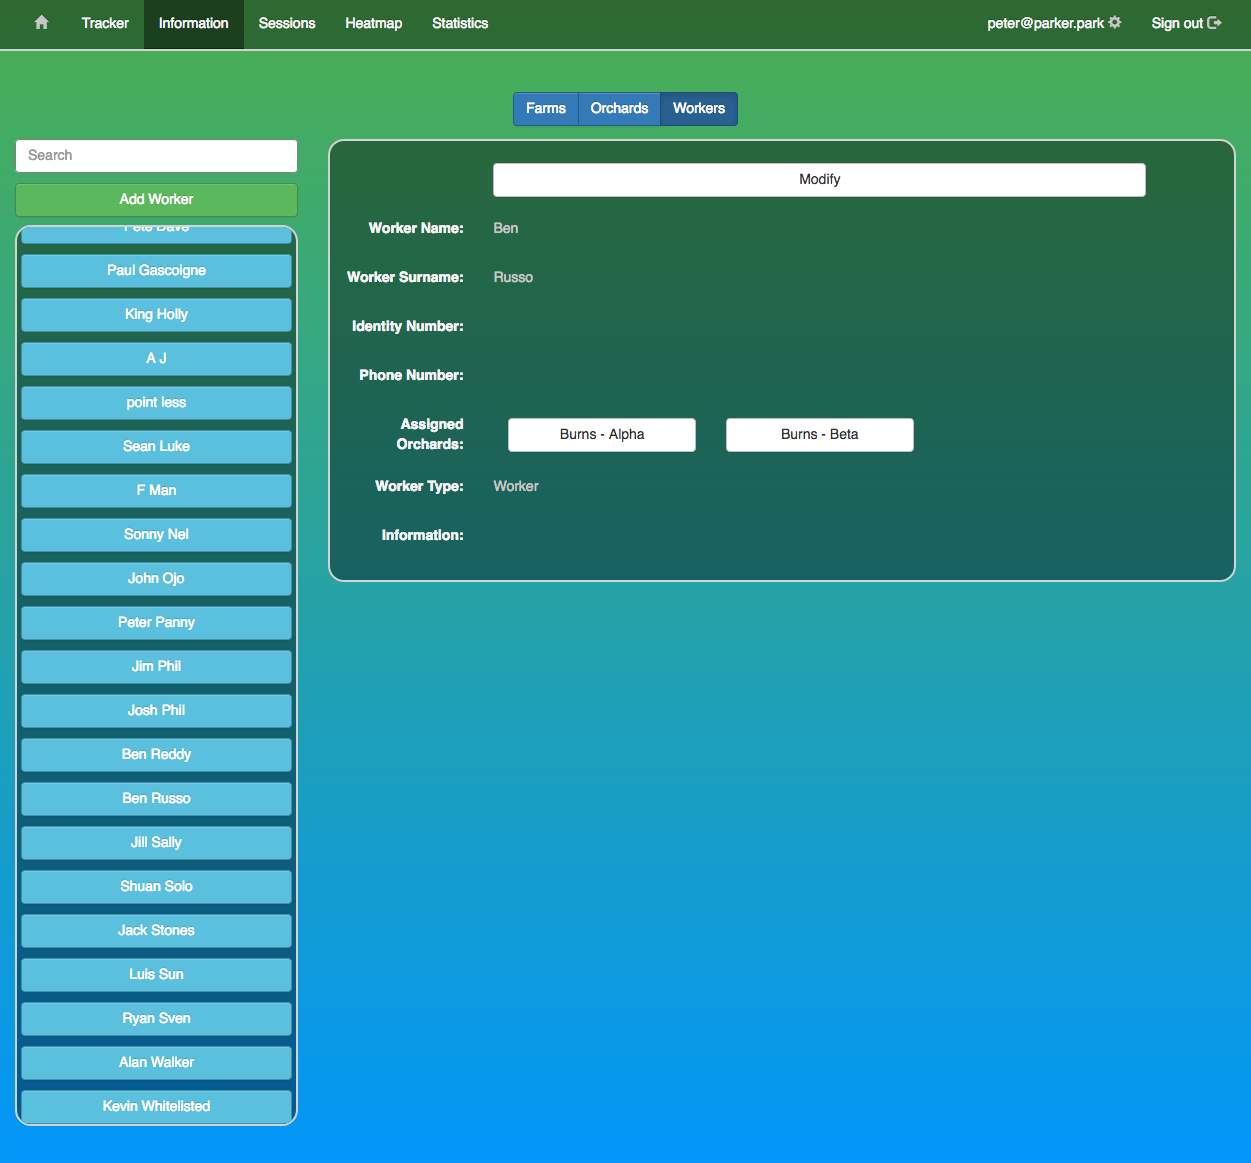 Tracker Information Sessions Heatmap Statistics peter@parker.park Sign out
Farms Orchards Workers
Search
Add Worker
Pete Dave
Paul Gascoigne
King Holly
A J
point less
Sean Luke
F Man
Sonny Nel
John Ojo
Peter Panny
Jim Phil
Josh Phil
Ben Reddy
Ben Russo
Jill Sally
Shuan Solo
Jack Stones
Luis Sun
Ryan Sven
Alan Walker
Kevin Whitelisted
Modify
Worker Name: Ben
Worker Surname: Russo
Identity Number:
Phone Number:
Assigned
Orchards:
Burns - Alpha Burns - Beta
Worker Type: Worker
Information: